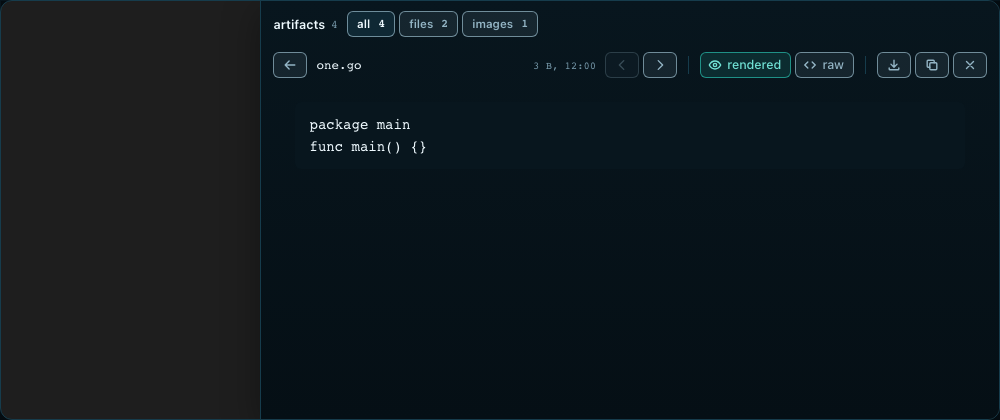 artifacts 4 all 4 files 2 images 1
one.go 3 B, 12:00 rendered raw
package main
func main() {}